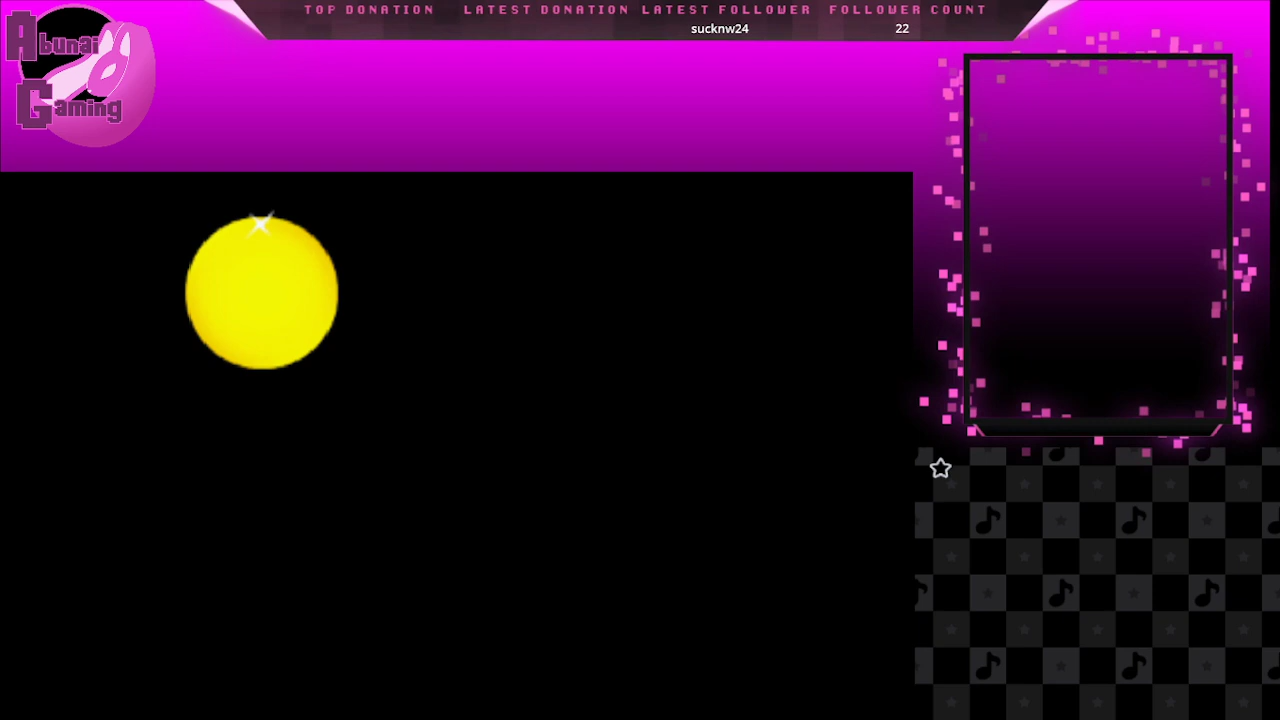 TOP DONATION LATEST DONATION LATEST FOLLOWER FOLLOWER COUNT
sucknw24 22
Abunai
Gaming